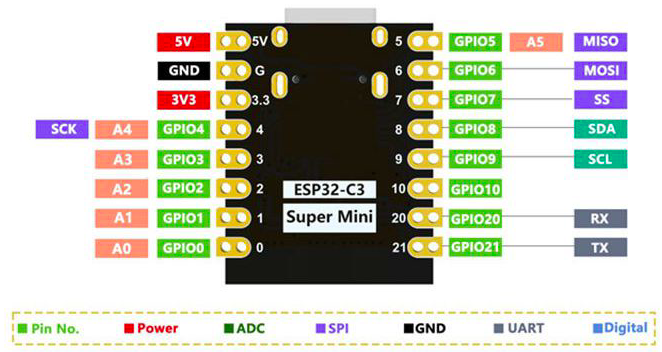 5V 5V 5 GPIO5 A5 MISO
GND G 6 GPIO6 MOSI
3V3 3.3 7 GPIO7 SS
SCK A4 GPIO4 4 8 GPIO8 SDA
A3 GPIO3 3 9 GPIO9 SCL
A2 GPIO2 2 10 GPIO10
A1 GPIO1 1 20 GPIO20 RX
A0 GPIO0 0 21 GPIO21 TX
ESP32-C3
Super Mini
Pin No. Power ADC SPI GND UART Digital